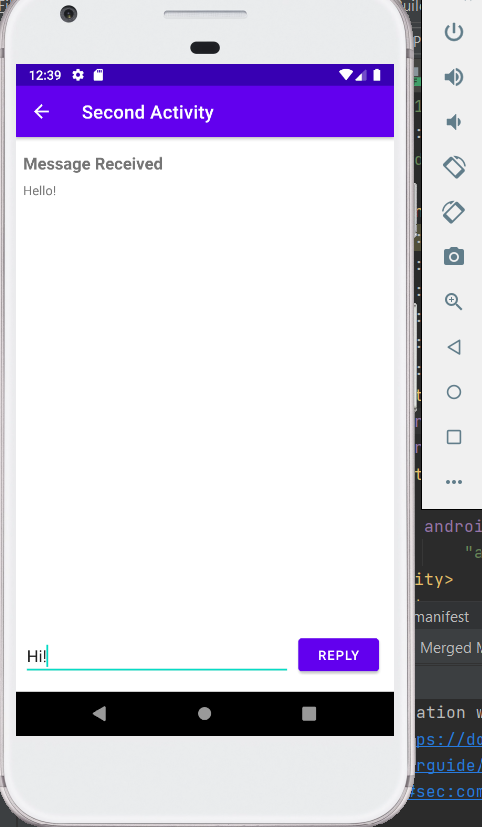 12:39
Second Activity
Message Received
Hello!
Hi!
REPLY
androi
"a
ity>
manifest
Merged M
ation w
ps://do
rguide/
#sec:com